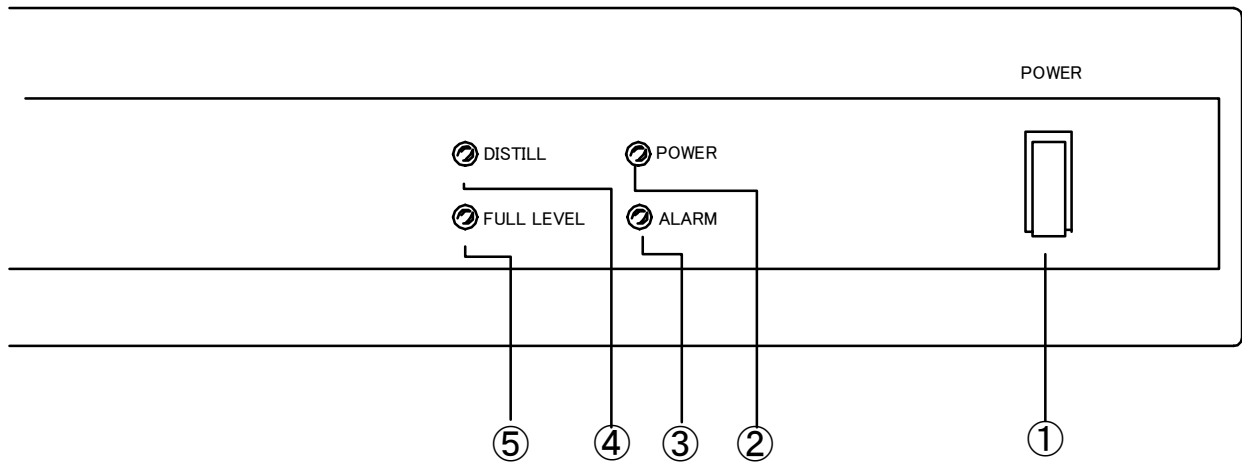 POWER
DISTILL POWER
FULL LEVEL ALARM
⑤ ④ ③ ② ①